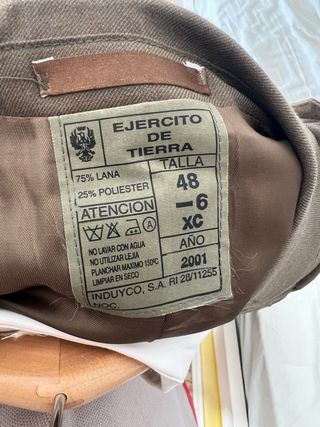 EJERCITO
DE
TIERRA
75% LANA
25% POLIESTER
TALLA
48
-6
XC
ATENCION
A
NO LAVAR CON AGUA
NO UTILIZAR LEJIA
PLANCHAR MAXIMO 150ºC
LIMPIAR EN SECO
AÑO
2001
INDUYCO, S.A. RI 28/11255
NOC.